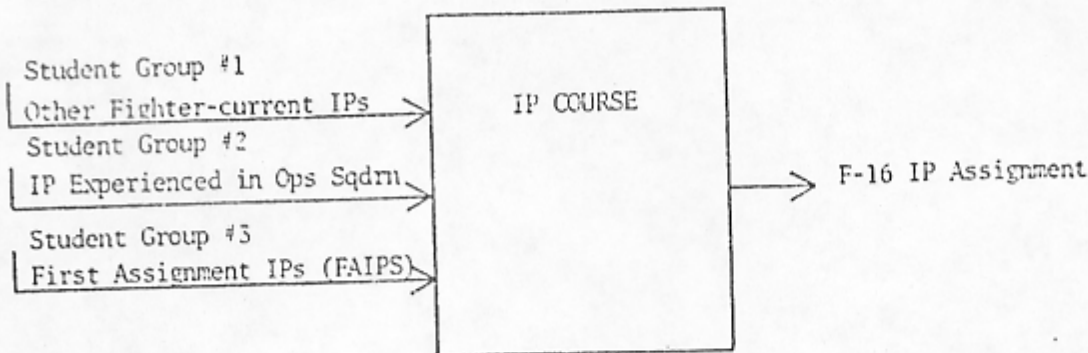 Student Group #1
Other Fighter-current IPs
Student Group #2
IP Experienced in Ops Sqdrn
Student Group #3
First Assignment IPs (FAIPS)
IP COURSE
F-16 IP Assignment